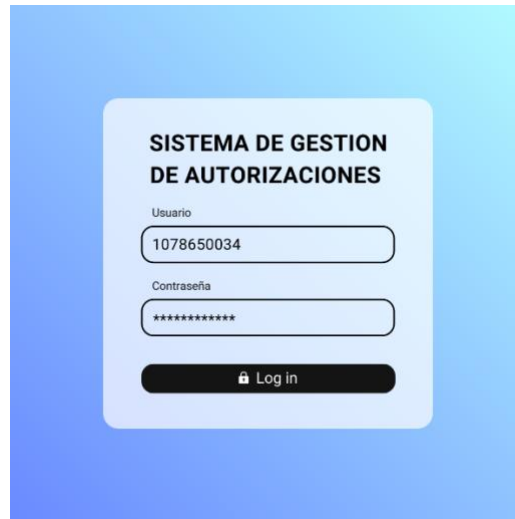 SISTEMA DE GESTION
DE AUTORIZACIONES
Usuario
1078650034
Contraseña
************
Log in